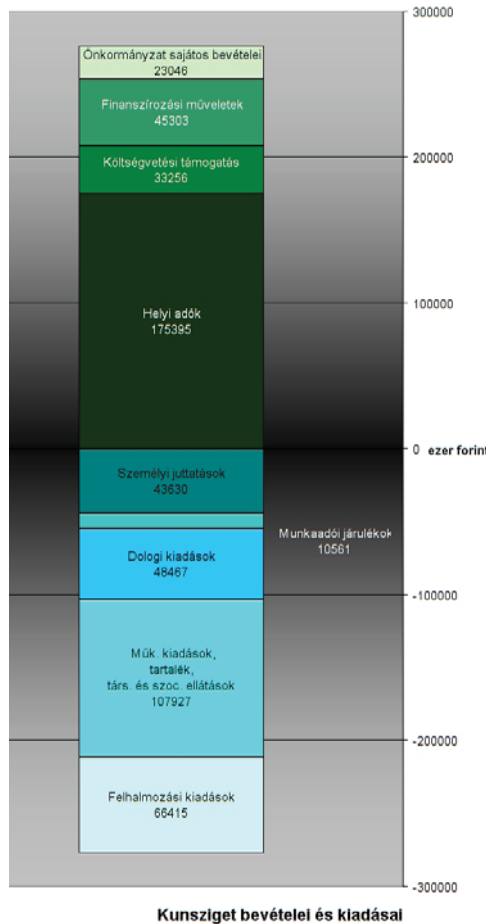 300000
Önkormányzat sajátos bevételei
23046
Finanszírozási műveletek
45303
200000
Költségvetési támogatás
33256
100000
Helyi adók
175395
0 ezer forint
Személyi juttatások
43630
Munkaadói járulékok
10561
Dologi kiadások
48467
-100000
Műk. kiadások,
tartalék,
társ. és szoc. ellátások
107927
-200000
Felhalmozási kiadások
66415
-300000
Kunsziget bevételei és kiadásai